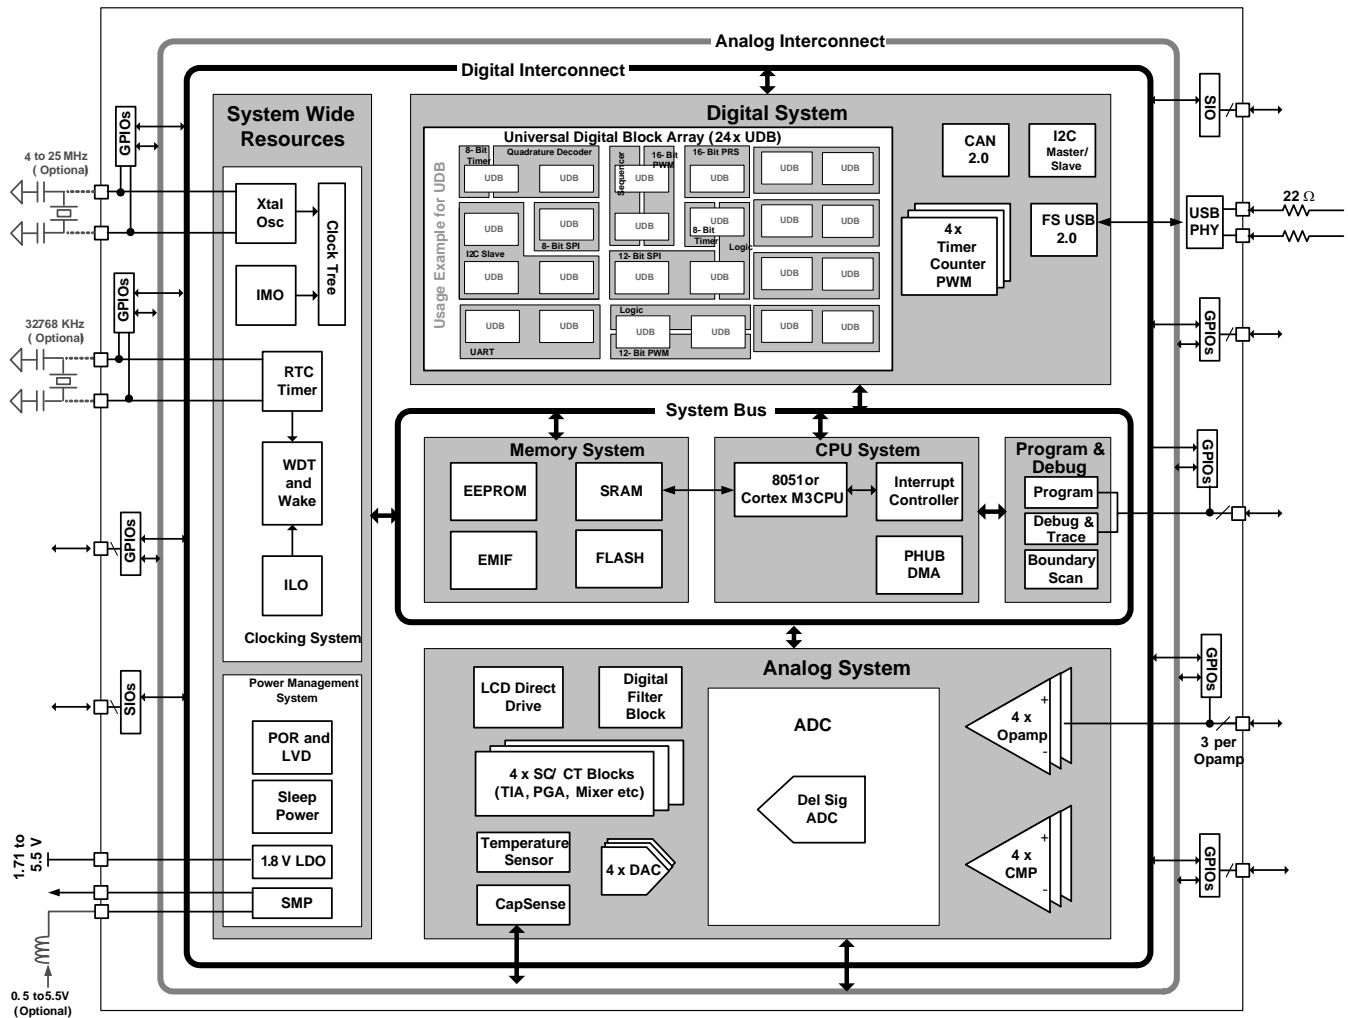 Analog Interconnect
Digital Interconnect
System Wide
Resources
Digital System
Universal Digital Block Array (24x UDB)
Usage Example for UDB
8- Bit
Timer
Quadrature Decoder
Sequencer
16- Bit
PWM
16- Bit PRS
UDB
UDB
UDB
UDB
UDB
UDB
UDB
UDB
UDB
UDB
UDB
UDB
I2C Slave
8- Bit SPI
8- Bit
Timer
Logic
12- Bit SPI
UDB
UDB
UDB
UDB
UDB
UDB
Logic
UDB
UDB
UDB
UDB
UDB
UDB
UART
12- Bit PWM
CAN
2.0
I2C
Master/
Slave
4x
Timer
Counter
PWM
FS USB
2.0
USB
PHY
22 Ω
SIO
GPIOs
GPIOs
GPIOs
GPIOs
GPIOs
GPIOs
GPIOs
SIOs
4 to 25 MHz
( Optional)
Xtal
Osc
Clock Tree
IMO
32768 KHz
( Optional)
RTC
Timer
WDT
and
Wake
ILO
Clocking System
Power Management
System
POR and
LVD
Sleep
Power
1.71 to
5.5 V
1.8 V LDO
SMP
0. 5 to5.5V
(Optional)
System Bus
Memory System
EEPROM
SRAM
EMIF
FLASH
CPU System
8051or
Cortex M3CPU
Interrupt
Controller
PHUB
DMA
Program &
Debug
Program
Debug &
Trace
Boundary
Scan
Analog System
LCD Direct
Drive
Digital
Filter
Block
ADC
4 x SC/ CT Blocks
(TIA, PGA, Mixer etc)
Del Sig
ADC
Temperature
Sensor
4 x DAC
CapSense
+
4 x
Opamp
-
3 per
Opamp
+
4 x
CMP
-